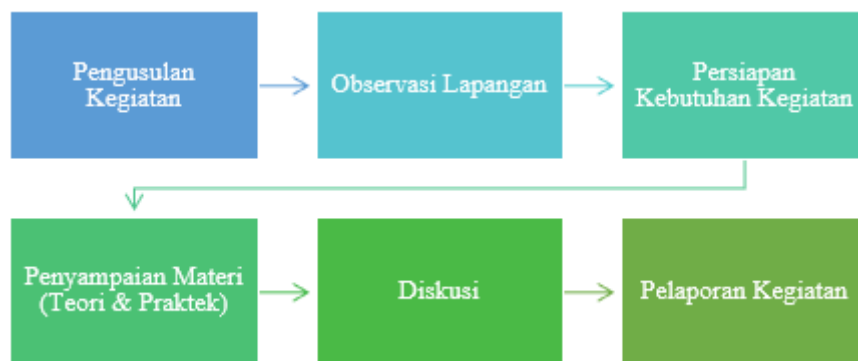 Pengusulan
Kegiatan
Observasi Lapangan
Persiapan
Kebutuhan Kegiatan
Penyampaian Materi
(Teori & Praktek)
Diskusi
Pelaporan Kegiatan